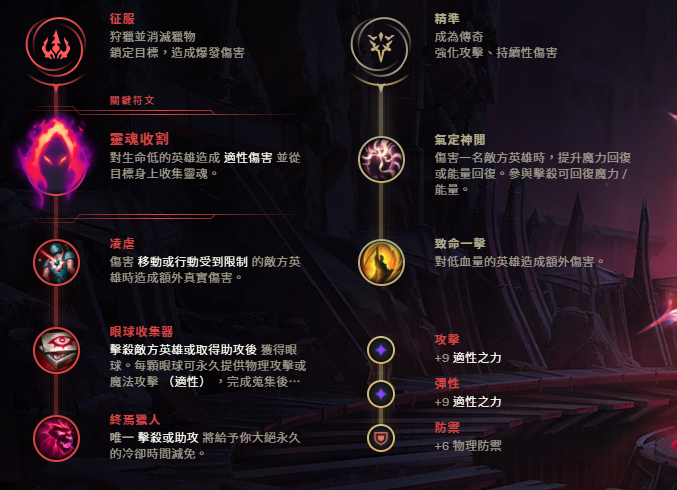 征服
狩獵並消滅獵物
鎖定目標，造成爆發傷害
關鍵符文
靈魂收割
對生命低的英雄造成 適性傷害 並從
目標身上收集靈魂。
凌虐
傷害 移動或行動受到限制 的敵方英
雄時造成額外真實傷害。
眼球收集器
擊殺敵方英雄或取得助攻後 獲得眼
球。每顆眼球可永久提供物理攻擊或
魔法攻擊 （適性） ，完成蒐集後…
終焉獵人
唯一 擊殺或助攻 將給予你大絕永久
的冷卻時間減免。
精準
成為傳奇
強化攻擊、持續性傷害
氣定神閒
傷害一名敵方英雄時，提升魔力回復
或能量回復。參與擊殺可回復魔力 /
能量。
致命一擊
對低血量的英雄造成額外傷害。
攻擊
+9 適性之力
彈性
+9 適性之力
防禦
+6 物理防禦